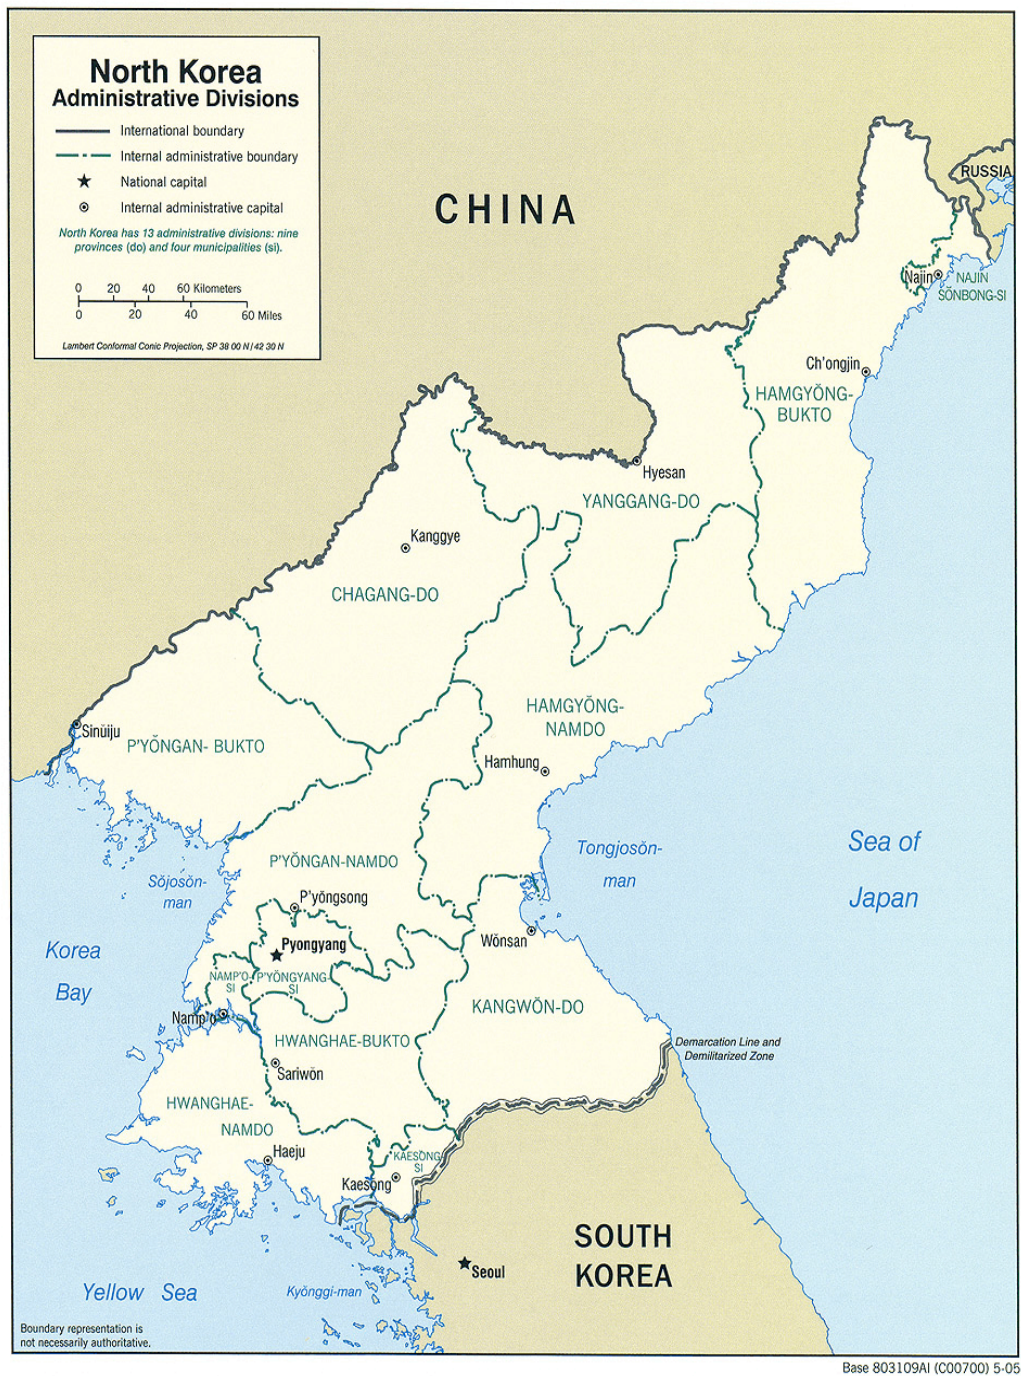 North Korea
Administrative Divisions
International boundary
Internal administrative boundary
National capital
Internal administrative capital
North Korea has 13 administrative divisions: nine
provinces (do) and four municipalities (si).
0 20 40 60 Kilometers
0 20 40 60 Miles
Lambert Conformal Conic Projection, SP 38 00 N / 42 30 N
CHINA
RUSSIA
Najin
NAJIN
SŎNBONG-SI
Ch'ongjin
HAMGYŎNG-
BUKTO
Hyesan
YANGGANG-DO
Kanggye
CHAGANG-DO
HAMGYŎNG-
NAMDO
Sinŭiju
P'YŎNGAN- BUKTO
Hamhung
Tongjosŏn-
man
Sea of
Japan
P'YŎNGAN-NAMDO
Sŏjosŏn-
man
P'yŏngsong
Pyongyang
Wŏnsan
Korea
Bay
NAMP'O-
SI
P'YŎNGYANG-
SI
KANGWŎN-DO
Namp'o
HWANGHAE-BUKTO
Demarcation Line and
Demilitarized Zone
Sariwŏn
HWANGHAE-
NAMDO
Haeju
KAESŎNG
SI
Kaesŏng
SOUTH
KOREA
Seoul
Yellow Sea
Kyŏnggi-man
Boundary representation is
not necessarily authoritative.
Base 803109AI (C00700) 5-05